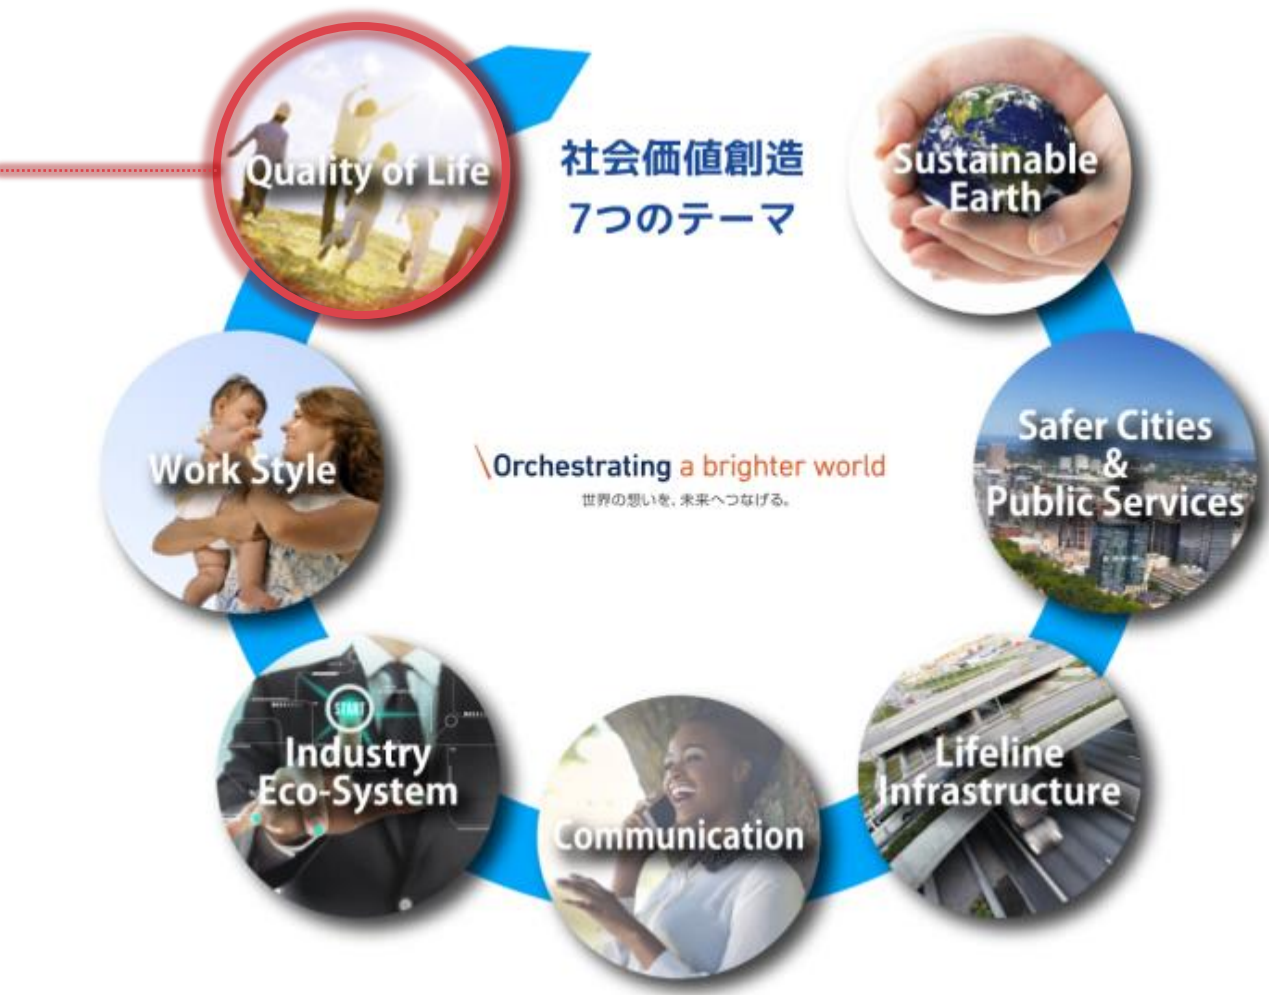 社会価値創造
7つのテーマ
Quality of Life
Sustainable
Earth
Work Style
\Orchestrating a brighter world
世界の想いを、未来へつなげる。
Safer Cities
&
Public Services
Industry
Eco-System
START
Communication
Lifeline
Infrastructure